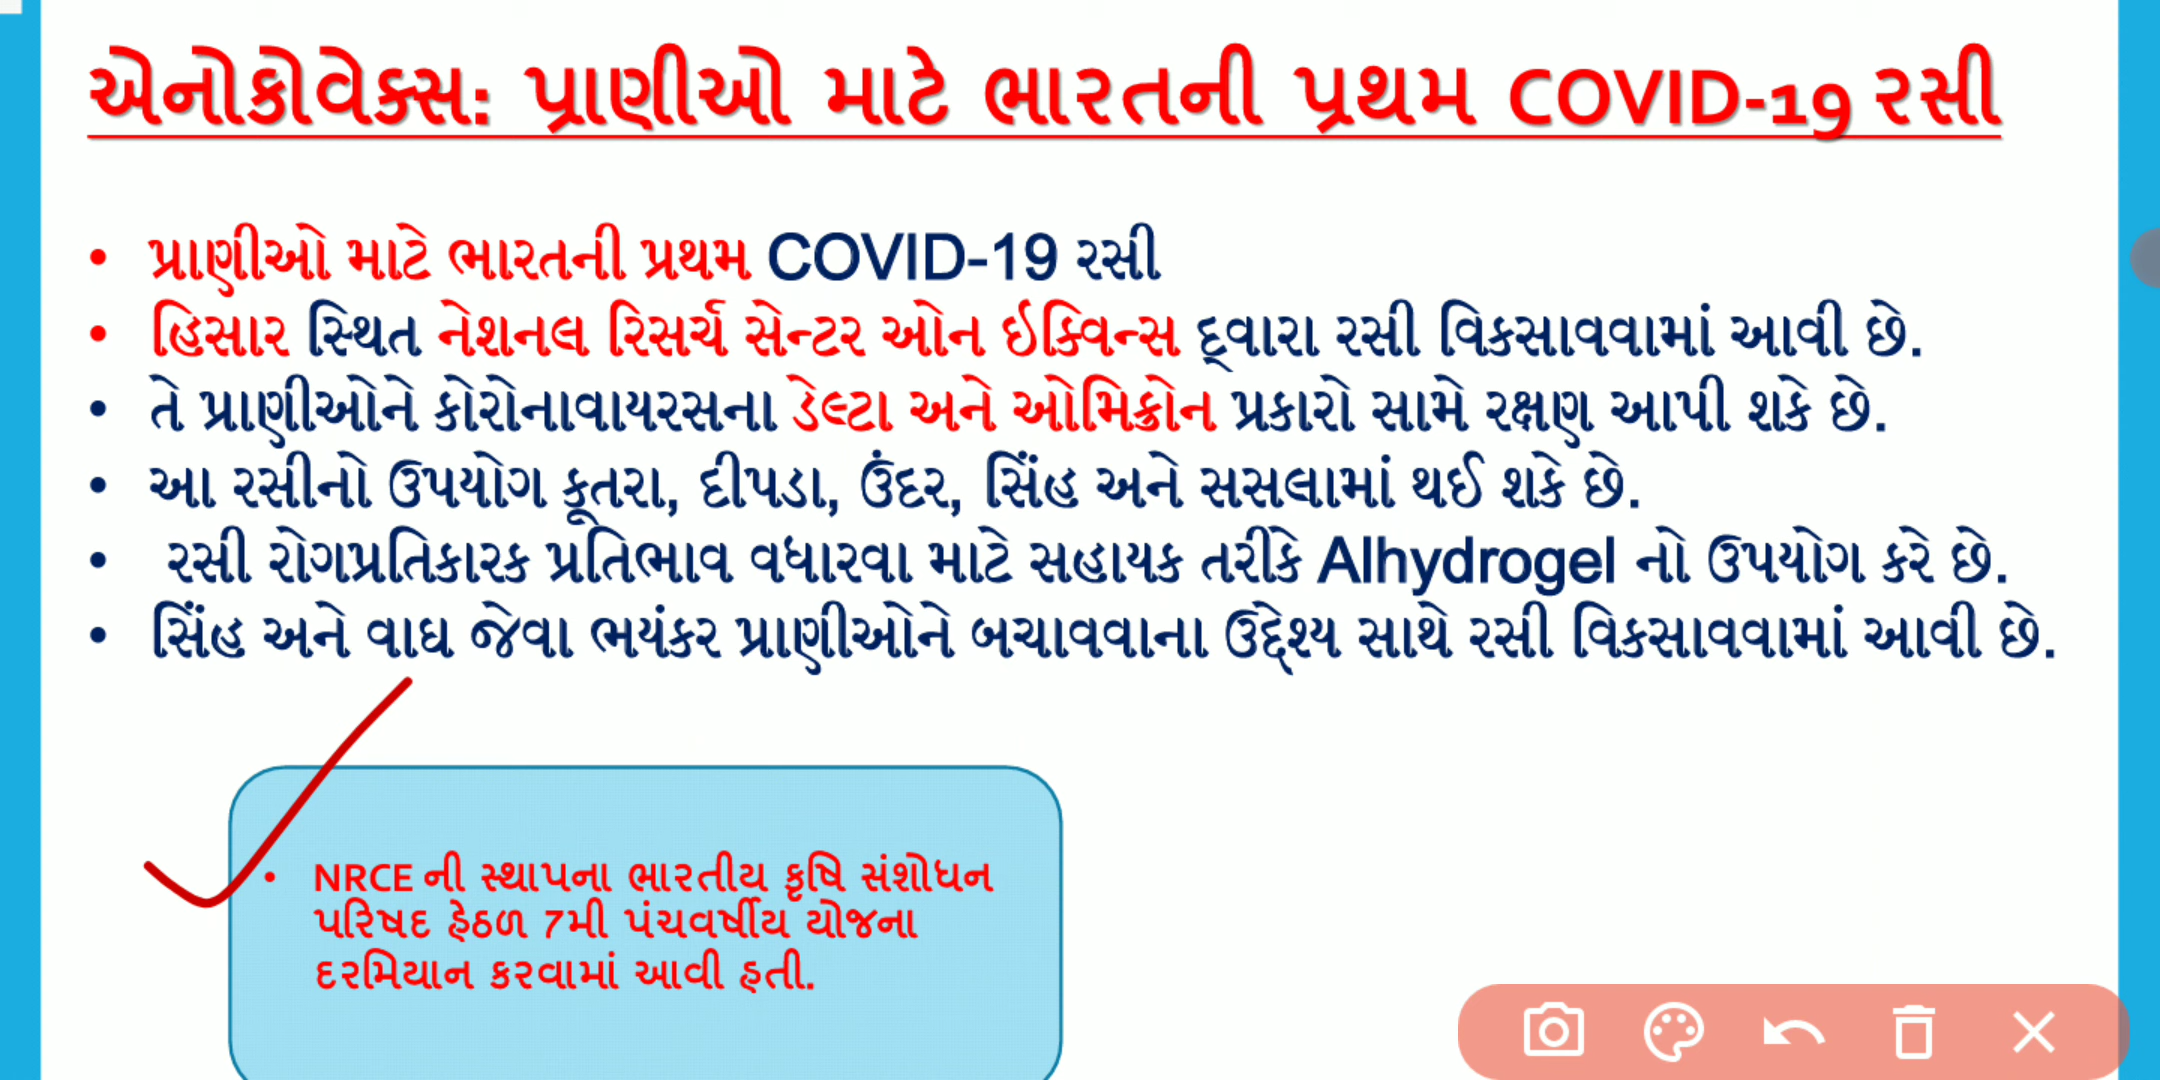 એનોકોવેક્સ: પ્રાણીઓ માટે ભારતની પ્રથમ COVID-19 રસી
• પ્રાણીઓ માટે ભારતની પ્રથમ COVID-19 રસી
• હિસાર સ્થિત નેશનલ રિસર્ચ સેન્ટર ઓન ઇક્વિન્સ દ્વારા રસી વિકસાવવામાં આવી છે.
• તે પ્રાણીઓને કોરોનાવાયરસના ડેલ્ટા અને ઓમિક્રોન પ્રકારો સામે રક્ષણ આપી શકે છે.
• આ રસીનો ઉપયોગ કૂતરા, દીપડા, ઉંદર, સિંહ અને સસલામાં થઈ શકે છે.
• રસી રોગપ્રતિકારક પ્રતિભાવ વધારવા માટે સહાયક તરીકે Alhydrogel નો ઉપયોગ કરે છે.
• સિંહ અને વાઘ જેવા ભયંકર પ્રાણીઓને બચાવવાના ઉદ્દેશ્ય સાથે રસી વિકસાવવામાં આવી છે.
• NRCE ની સ્થાપના ભારતીય કૃષિ સંશોધન
પરિષદ હેઠળ 7મી પંચવર્ષીય યોજના
દરમિયાન કરવામાં આવી હતી.